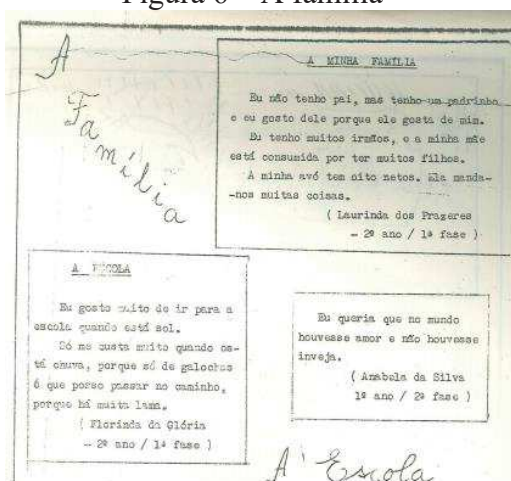 Figura 6 – A família
A Família
A MINHA FAMÍLIA
Eu não tenho pai, mas tenho um padrinho
e eu gosto dele porque ele gosta de mim.
Eu tenho muitos irmãos, e a minha mãe
está consumida por ter muitos filhos.
A minha avó tem oito netos. Ela manda-
-nos muitas coisas.
( Laurinda dos Prazeres
– 2º ano / 1ª fase )
A ESCOLA
Eu gosto muito de ir para a
escola quando está sol.
Só me custa muito quando es-
tá chuva, porque só de galochas
é que posso passar no caminho,
porque há muita lama.
( Florinda da Glória
– 2º ano / 1ª fase )
Eu queria que no mundo
houvesse amor e não houvesse
inveja.
( Anabela da Silva
1º ano / 2ª fase )
A Escola